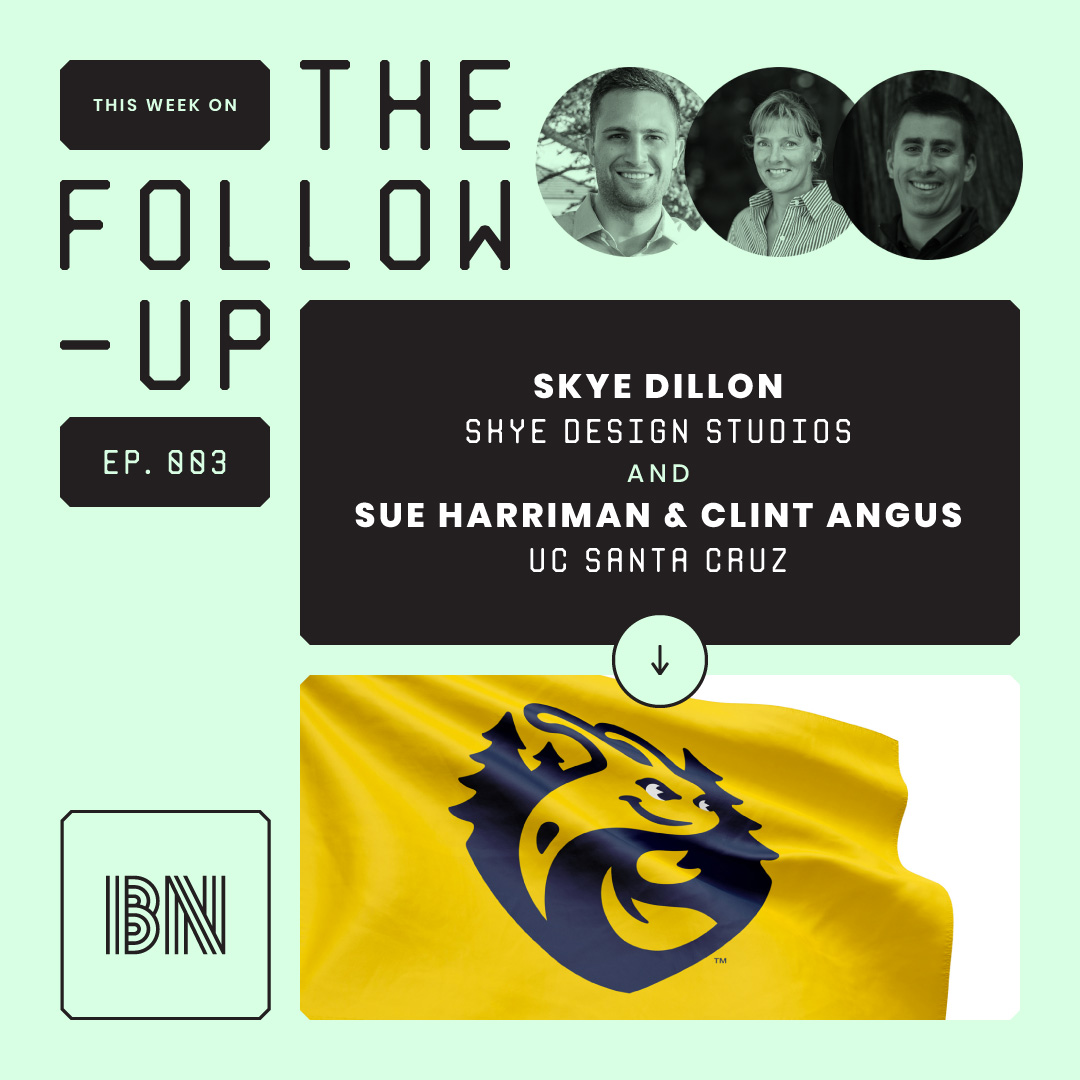 THIS WEEK ON
THE
FOLLOW
-UP
EP. 003
SKYE DILLON
SKYE DESIGN STUDIOS
AND
SUE HARRIMAN & CLINT ANGUS
UC SANTA CRUZ
TM
BN